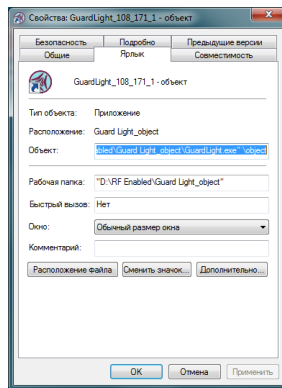 Свойства: GuardLight_108_171_1 - объект
Безопасность Подробно Предыдущие версии
Общие Ярлык Совместимость
GuardLight_108_171_1 - объект
Тип объекта: Приложение
Расположение: Guard Light_object
Объект: bled\Guard Light_object\GuardLight.exe" \object
Рабочая папка: "D:\RF Enabled\Guard Light_object"
Быстрый вызов: Нет
Окно: Обычный размер окна
Комментарий:
Расположение файла Сменить значок... Дополнительно...
OK Отмена Применить